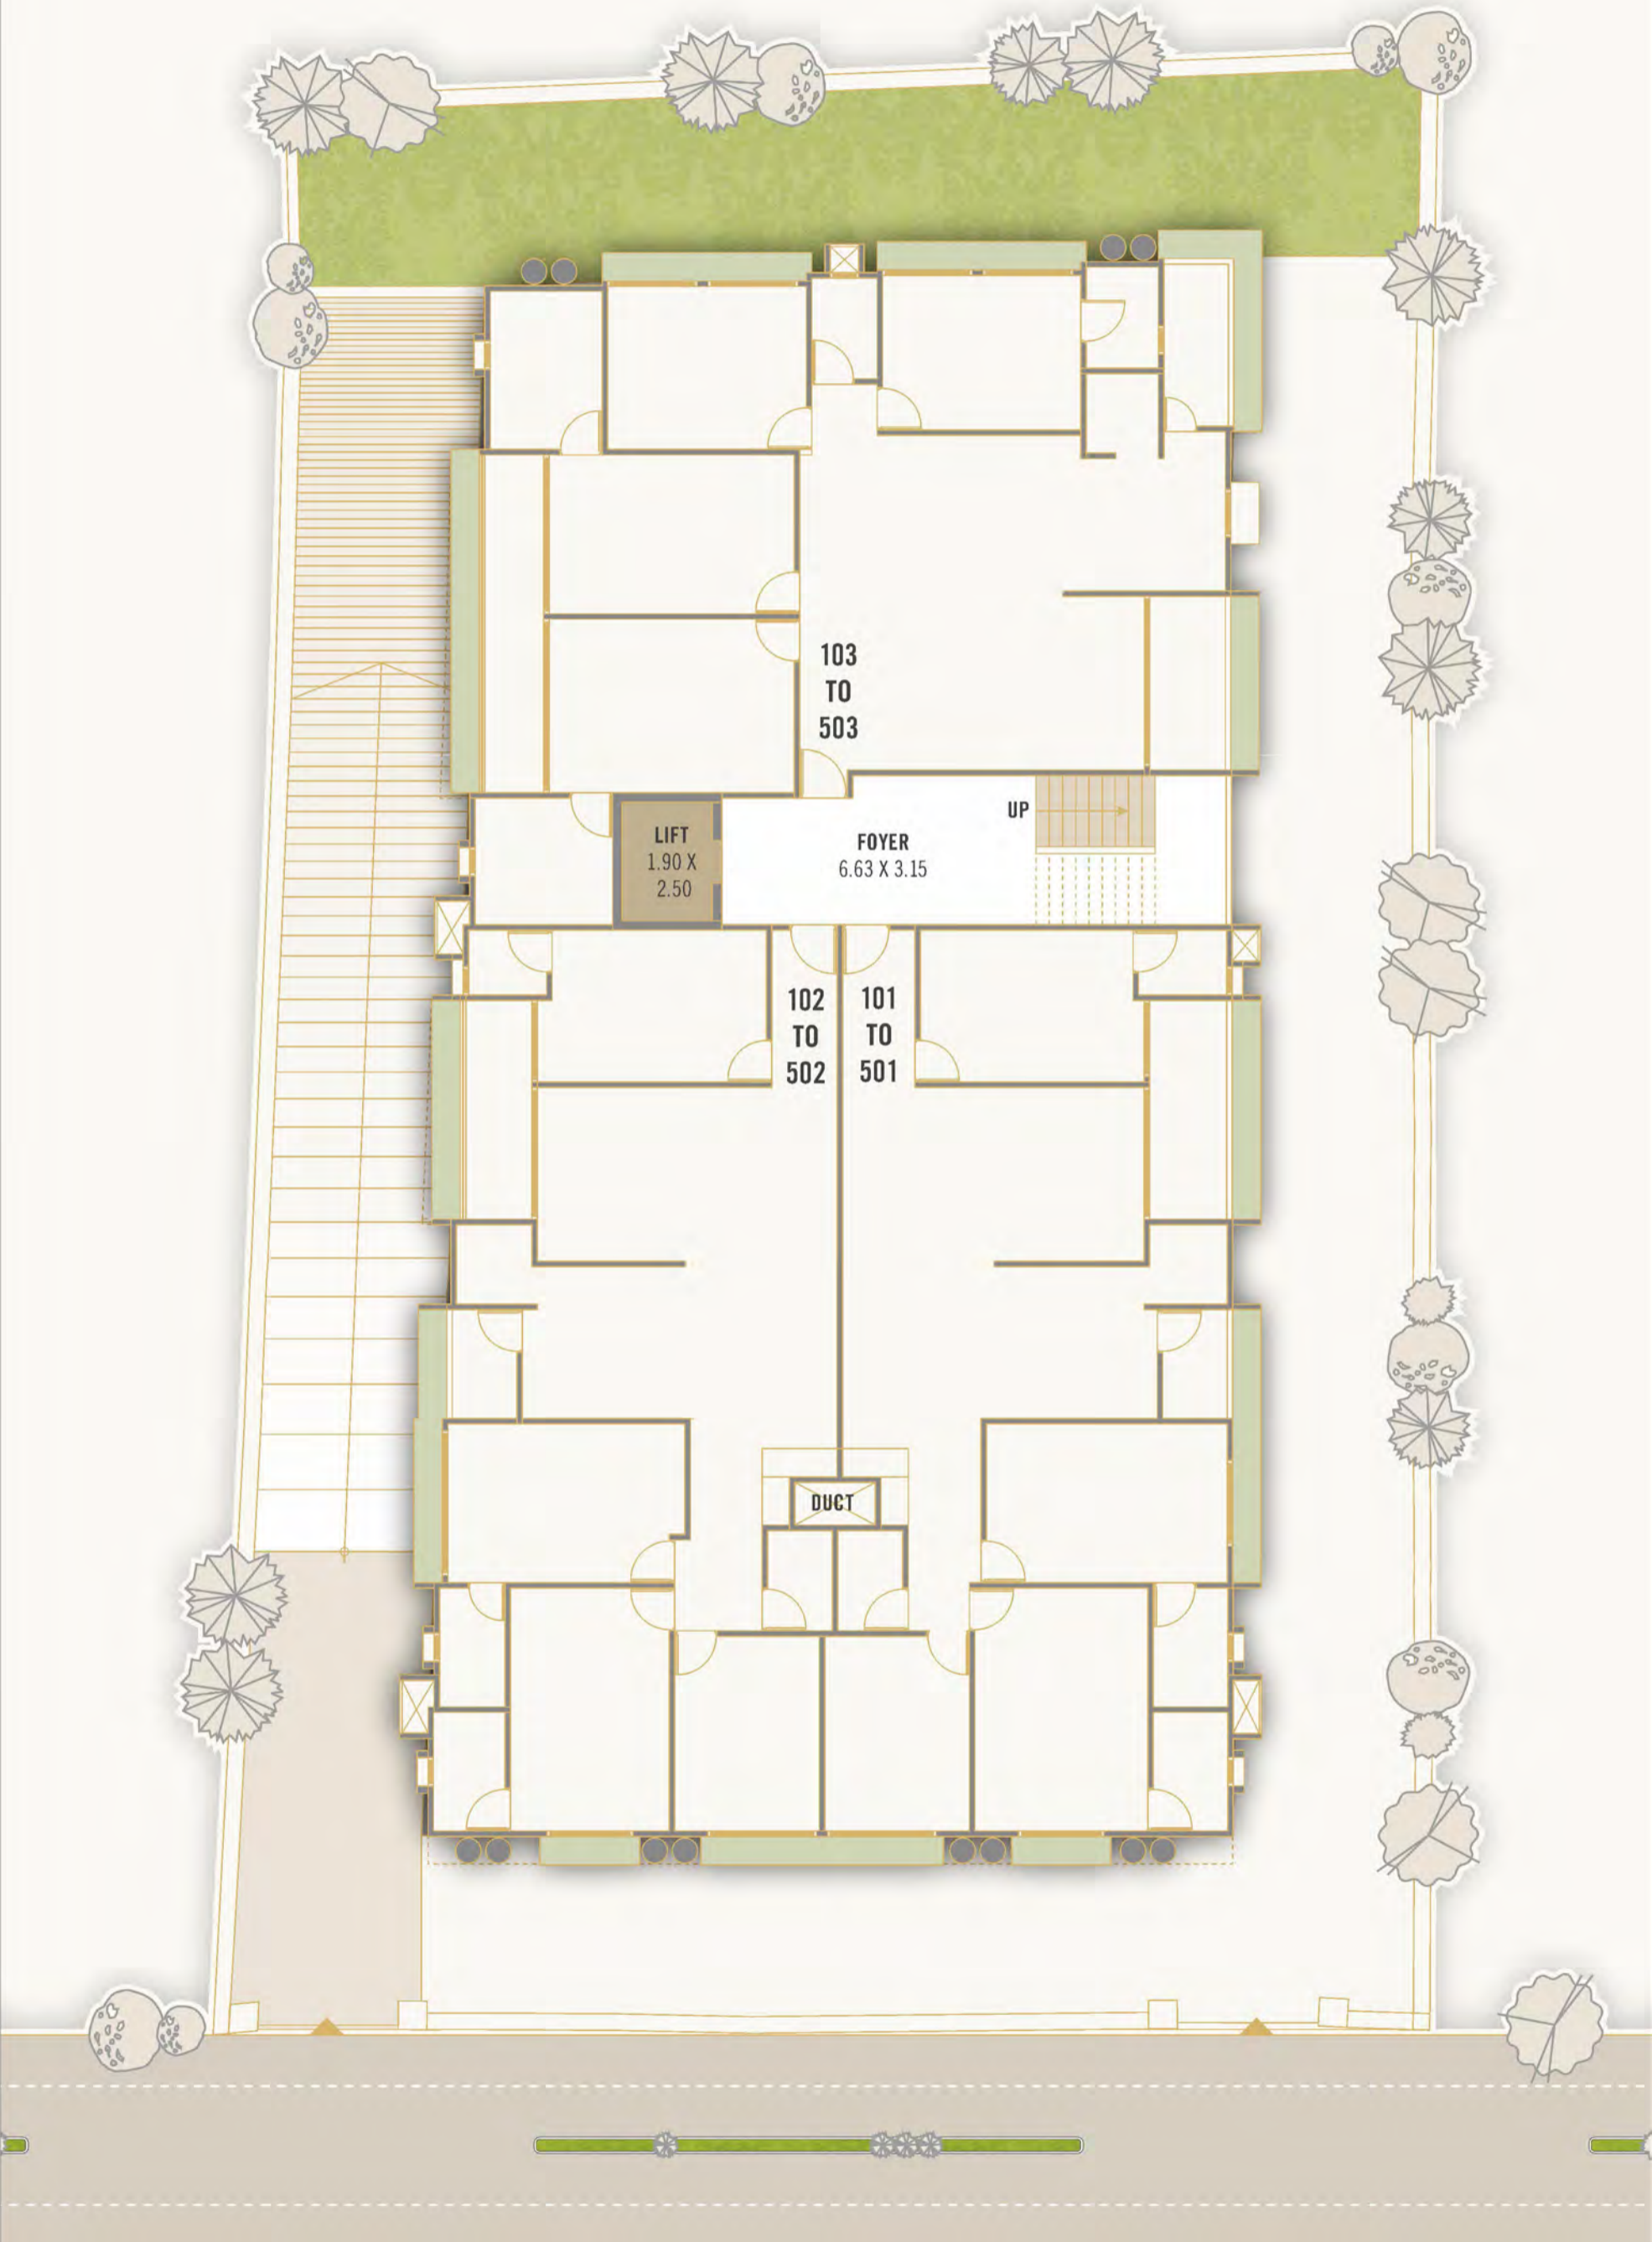 103
TO
503
UP
LIFT
1.90 X
2.50
FOYER
6.63 X 3.15
102
TO
502
101
TO
501
DUCT